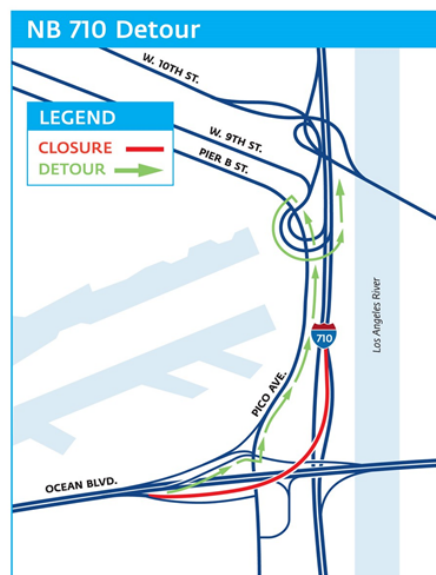 NB 710 Detour
W. 10TH ST.
LEGEND
CLOSURE
DETOUR
W. 9TH ST.
PIER B ST.
Los Angeles River
710
PICO AVE.
OCEAN BLVD.